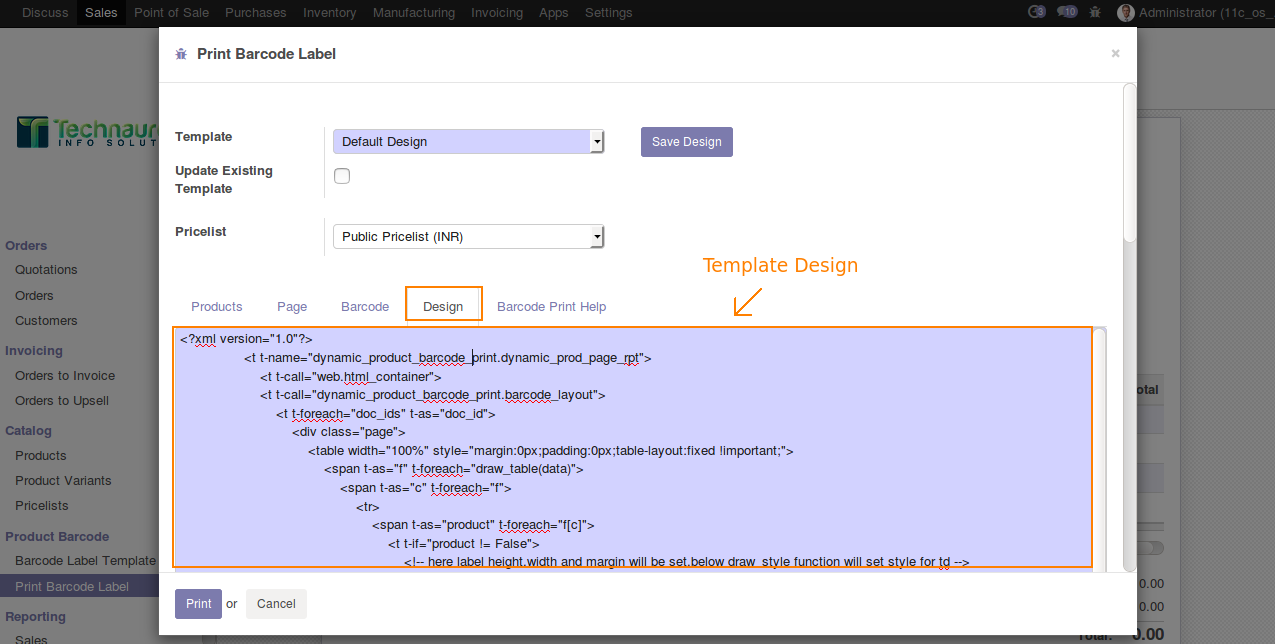 Discuss Sales Point of Sale Purchases Inventory Manufacturing Invoicing Apps Settings 3 10 Administrator (11c_os_
Print Barcode Label ×
INFO SOLUT
Template Default Design Save Design
Update Existing
Template
Pricelist Public Pricelist (INR)
Template Design
Products Page Barcode Design Barcode Print Help
<?xml version="1.0"?>
<t t-name="dynamic_product_barcode_print.dynamic_prod_page_rpt">
<t t-call="web.html_container">
<t t-call="dynamic_product_barcode_print.barcode_layout">
<t t-foreach="doc_ids" t-as="doc_id">
<div class="page">
<table width="100%" style="margin:0px;padding:0px;table-layout:fixed !important;">
<span t-as="f" t-foreach="draw_table(data)">
<span t-as="c" t-foreach="f">
<tr>
<span t-as="product" t-foreach="f[c]">
<t t-if="product != False">
<!-- here label height,width and margin will be set,below draw_style function will set style for td -->
Print or Cancel
Orders
Quotations
Orders
Customers
Invoicing
Orders to Invoice
Orders to Upsell
Catalog
Products
Product Variants
Pricelists
Product Barcode
Barcode Label Template
Print Barcode Label
Reporting
Sales
otal
0.00
0.00
Total: 0.00